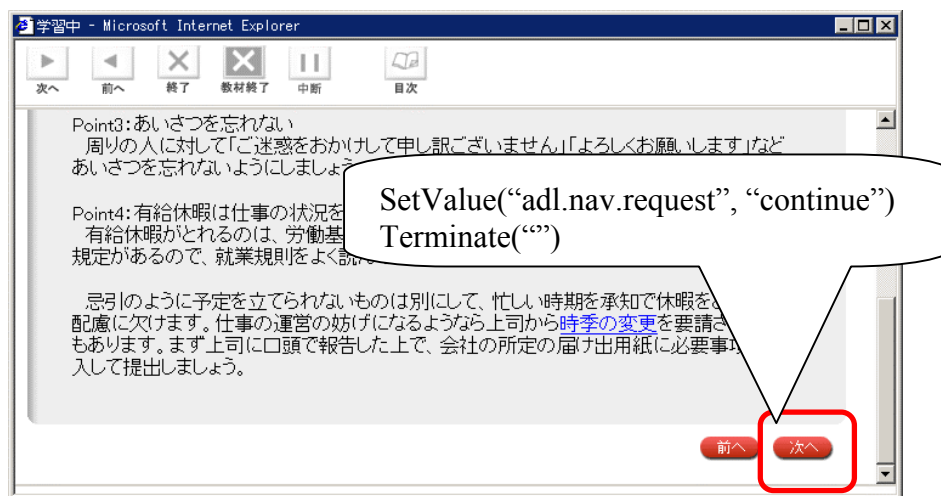 学習中 - Microsoft Internet Explorer
次へ 前へ 終了 教材終了 中断 目次
Point3:あいさつを忘れない
周りの人に対して「ご迷惑をおかけして申し訳ございません」「よろしくお願いします」など
あいさつを忘れないようにしましょ
SetValue(“adl.nav.request”, “continue”)
Terminate(“”)
Point4:有給休暇は仕事の状況を
有給休暇がとれるのは、労働基
規定があるので、就業規則をよく読ん
忌引のように予定を立てられないものは別にして、忙しい時期を承知で休暇を
配慮に欠けます。仕事の運営の妨げになるようなら上司から時季の変更を要請さ
もあります。まず上司に口頭で報告した上で、会社の所定の届け出用紙に必要事
入して提出しましょう。
前へ 次へ